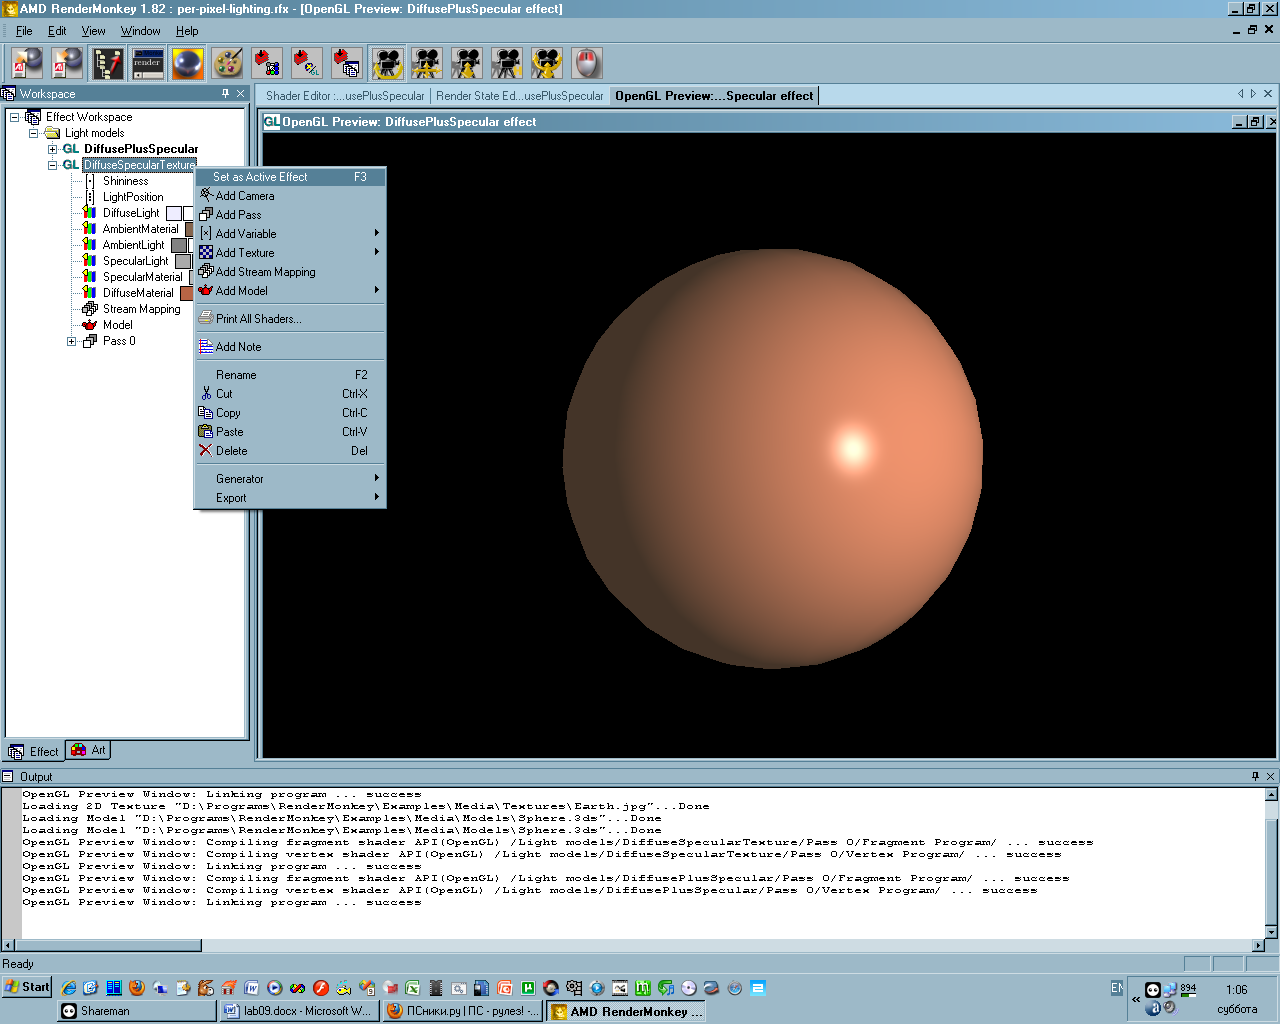 AMD RenderMonkey 1.82 : per-pixel-lighting.rfx - [OpenGL Preview: DiffusePlusSpecular effect]
File Edit View Window Help
render
Workspace
Shader Editor :...usePlusSpecular
Render State Ed...usePlusSpecular
OpenGL Preview:...Specular effect
Effect Workspace
Light models
GL DiffusePlusSpecular
GL DiffuseSpecularTexture
Shininess
LightPosition
DiffuseLight
AmbientMaterial
AmbientLight
SpecularLight
SpecularMaterial
DiffuseMaterial
Stream Mapping
Model
Pass 0
GL OpenGL Preview: DiffusePlusSpecular effect
Set as Active Effect F3
Add Camera
Add Pass
Add Variable
Add Texture
Add Stream Mapping
Add Model
Print All Shaders...
Add Note
Rename F2
Cut Ctrl-X
Copy Ctrl-C
Paste Ctrl-V
Delete Del
Generator
Export
Effect
Art
Output
OpenGL Preview Window: Linking program ... success
Loading 2D Texture "D:\Programs\RenderMonkey\Examples\Media\Textures\Earth.jpg"...Done
Loading Model "D:\Programs\RenderMonkey\Examples\Media\Models\Sphere.3ds"...Done
Loading Model "D:\Programs\RenderMonkey\Examples\Media\Models\Sphere.3ds"...Done
OpenGL Preview Window: Compiling fragment shader API(OpenGL) /Light models/DiffuseSpecularTexture/Pass 0/Fragment Program/ ... success
OpenGL Preview Window: Compiling vertex shader API(OpenGL) /Light models/DiffuseSpecularTexture/Pass 0/Vertex Program/ ... success
OpenGL Preview Window: Linking program ... success
OpenGL Preview Window: Compiling fragment shader API(OpenGL) /Light models/DiffusePlusSpecular/Pass 0/Fragment Program/ ... success
OpenGL Preview Window: Compiling vertex shader API(OpenGL) /Light models/DiffusePlusSpecular/Pass 0/Vertex Program/ ... success
OpenGL Preview Window: Linking program ... success
Ready
Start
EN
894
1:06
суббота
Shareman
lab09.docx - Microsoft W...
ПСники.ру | ПС - рулез! -...
AMD RenderMonkey ...